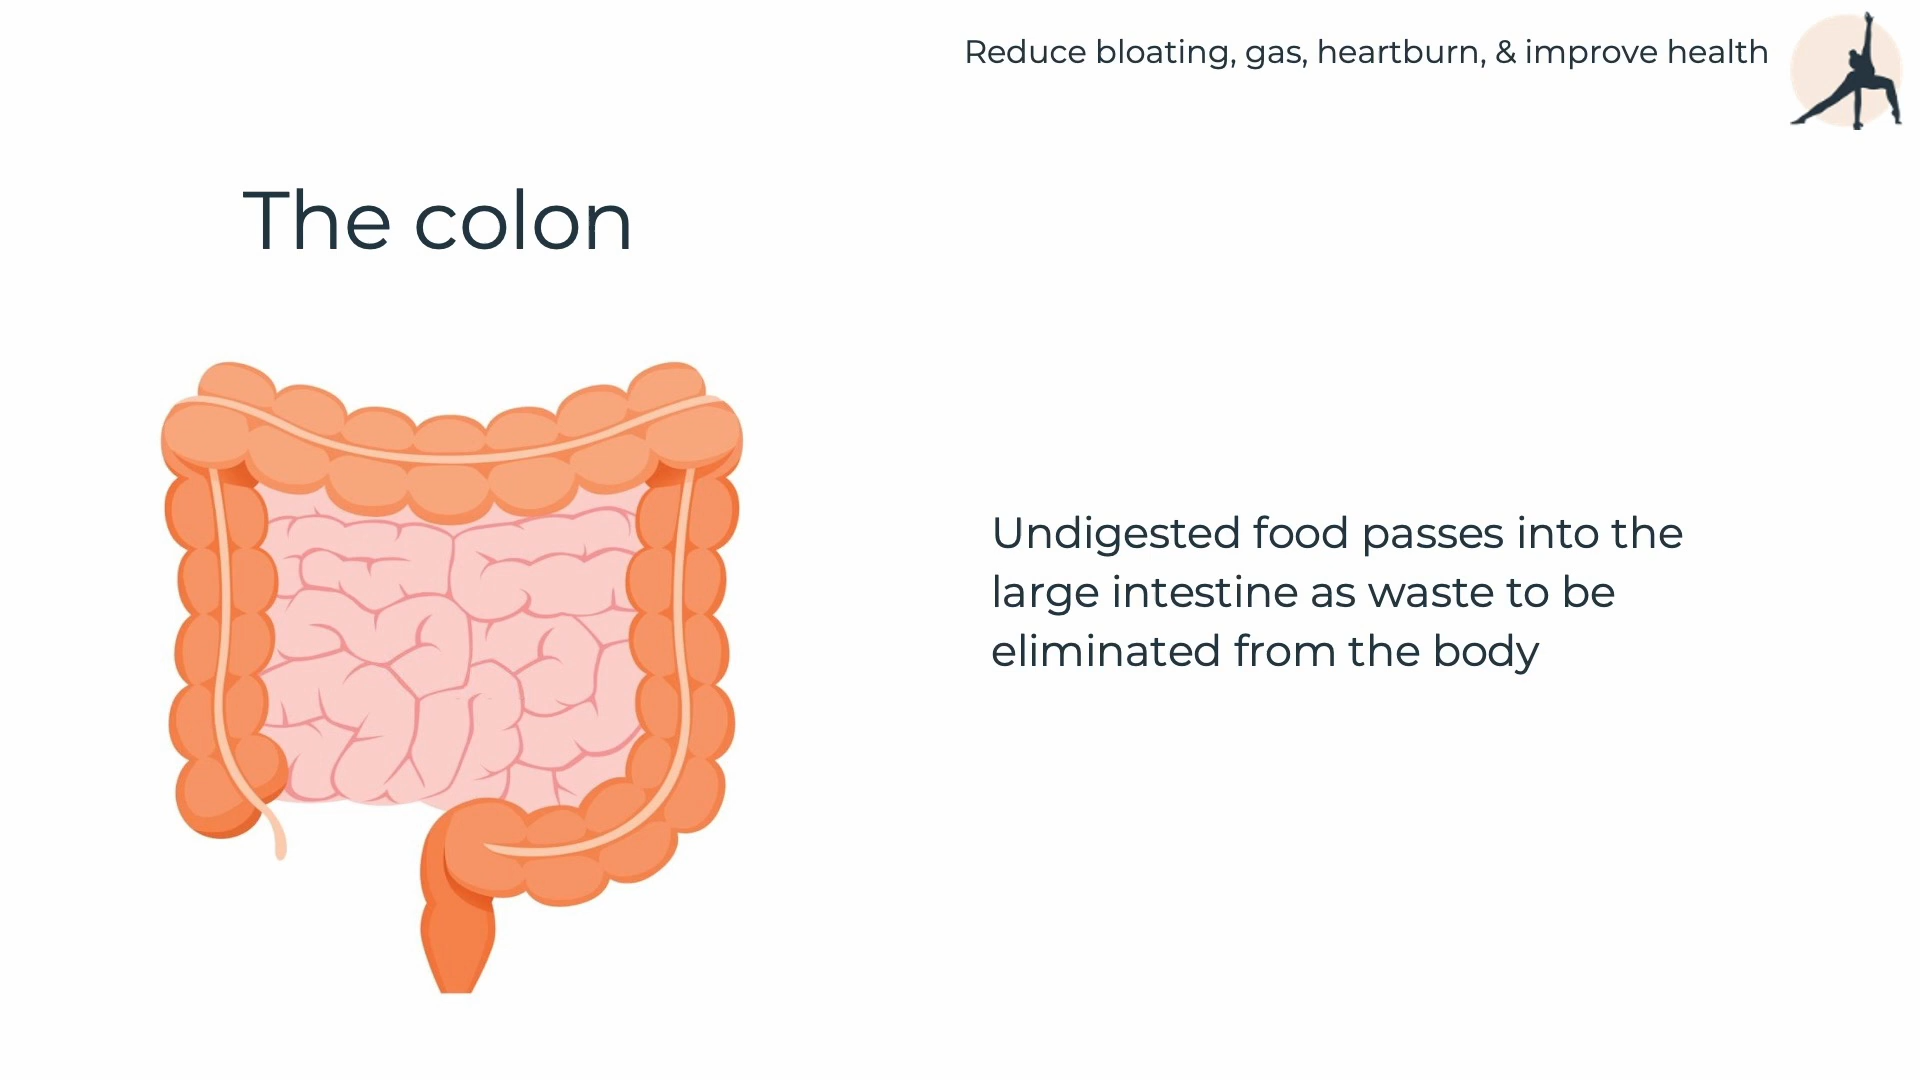 Reduce bloating, gas, heartburn, & improve health
The colon
Undigested food passes into the
large intestine as waste to be
eliminated from the body